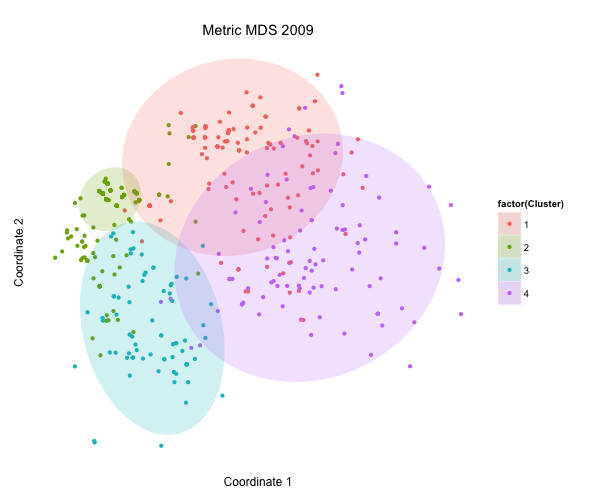 Metric MDS 2009
Coordinate 2
factor(Cluster)
1
2
3
4
Coordinate 1